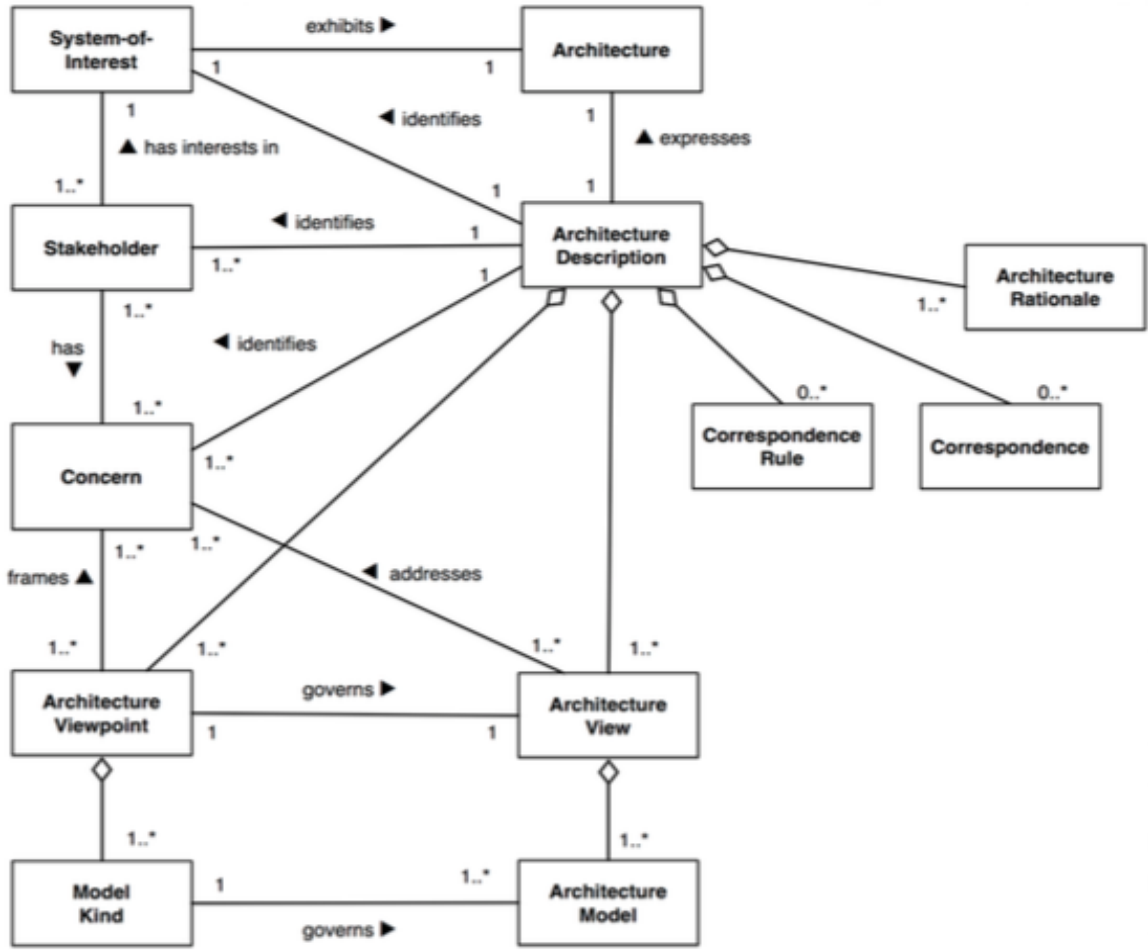 System-of-
Interest
exhibits ▶
Architecture
1
1
1
◀ identifies
1
▲ has interests in
▲ expresses
1..*
1
1
Stakeholder
◀ identifies
1
Architecture
Description
1..*
1
Architecture
Rationale
1..*
1..*
has
▼
◀ identifies
1..*
0..*
0..*
Concern
1..*
Correspondence
Rule
Correspondence
1..*
1..*
frames ▲
◀ addresses
1..*
1..*
1..*
1..*
Architecture
Viewpoint
governs ▶
Architecture
View
1
1
1..*
1..*
Model
Kind
1
1..*
Architecture
Model
governs ▶